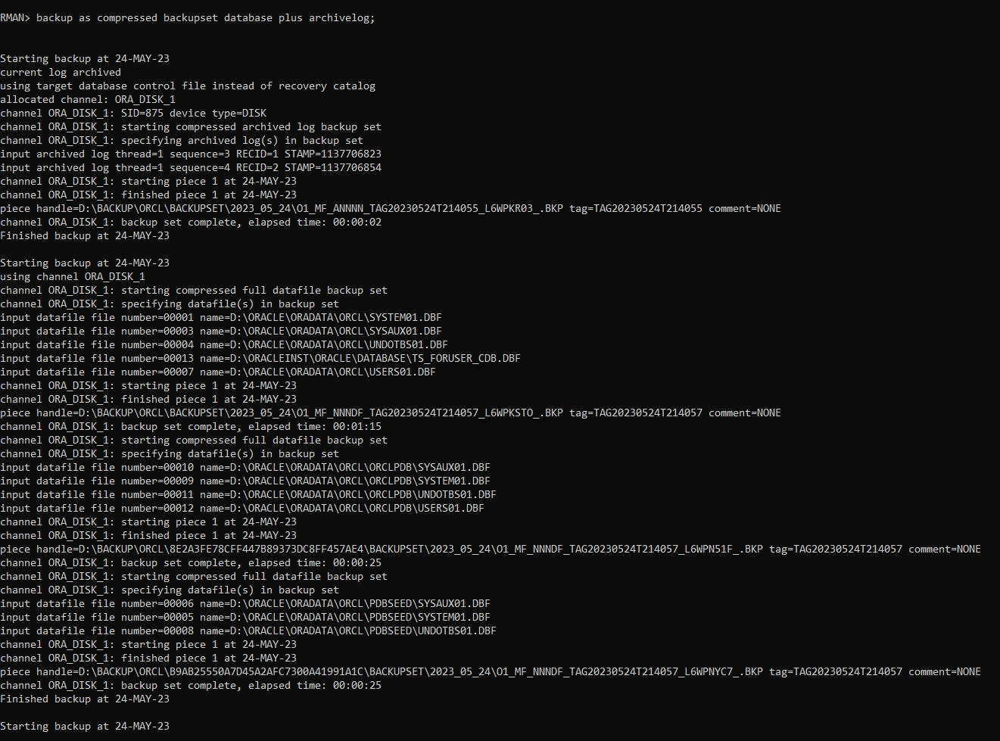 RMAN> backup as compressed backupset database plus archivelog;
Starting backup at 24-MAY-23
current log archived
using target database control file instead of recovery catalog
allocated channel: ORA_DISK_1
channel ORA_DISK_1: SID=875 device type=DISK
channel ORA_DISK_1: starting compressed archived log backup set
channel ORA_DISK_1: specifying archived log(s) in backup set
input archived log thread=1 sequence=3 RECID=1 STAMP=1137706823
input archived log thread=1 sequence=4 RECID=2 STAMP=1137706854
channel ORA_DISK_1: starting piece 1 at 24-MAY-23
channel ORA_DISK_1: finished piece 1 at 24-MAY-23
piece handle=D:\BACKUP\ORCL\BACKUPSET\2023_05_24\O1_MF_ANNNN_TAG20230524T214055_L6WPKR03_.BKP tag=TAG20230524T214055 comment=NONE
channel ORA_DISK_1: backup set complete, elapsed time: 00:00:02
Finished backup at 24-MAY-23
Starting backup at 24-MAY-23
using channel ORA_DISK_1
channel ORA_DISK_1: starting compressed full datafile backup set
channel ORA_DISK_1: specifying datafile(s) in backup set
input datafile file number=00001 name=D:\ORACLE\ORADATA\ORCL\SYSTEM01.DBF
input datafile file number=00003 name=D:\ORACLE\ORADATA\ORCL\SYSAUX01.DBF
input datafile file number=00004 name=D:\ORACLE\ORADATA\ORCL\UNDOTBS01.DBF
input datafile file number=00013 name=D:\ORACLEINST\ORACLE\DATABASE\TS_FORUSER_CDB.DBF
input datafile file number=00007 name=D:\ORACLE\ORADATA\ORCL\USERS01.DBF
channel ORA_DISK_1: starting piece 1 at 24-MAY-23
channel ORA_DISK_1: finished piece 1 at 24-MAY-23
piece handle=D:\BACKUP\ORCL\BACKUPSET\2023_05_24\O1_MF_NNNDF_TAG20230524T214057_L6WPKSTO_.BKP tag=TAG20230524T214057 comment=NONE
channel ORA_DISK_1: backup set complete, elapsed time: 00:01:15
channel ORA_DISK_1: starting compressed full datafile backup set
channel ORA_DISK_1: specifying datafile(s) in backup set
input datafile file number=00010 name=D:\ORACLE\ORADATA\ORCL\ORCLPDB\SYSAUX01.DBF
input datafile file number=00009 name=D:\ORACLE\ORADATA\ORCL\ORCLPDB\SYSTEM01.DBF
input datafile file number=00011 name=D:\ORACLE\ORADATA\ORCL\ORCLPDB\UNDOTBS01.DBF
input datafile file number=00012 name=D:\ORACLE\ORADATA\ORCL\ORCLPDB\USERS01.DBF
channel ORA_DISK_1: starting piece 1 at 24-MAY-23
channel ORA_DISK_1: finished piece 1 at 24-MAY-23
piece handle=D:\BACKUP\ORCL\8E2A3FE78CFF447B89373DC8FF457AE4\BACKUPSET\2023_05_24\O1_MF_NNNDF_TAG20230524T214057_L6WPN51F_.BKP tag=TAG20230524T214057 comment=NONE
channel ORA_DISK_1: backup set complete, elapsed time: 00:00:25
channel ORA_DISK_1: starting compressed full datafile backup set
channel ORA_DISK_1: specifying datafile(s) in backup set
input datafile file number=00006 name=D:\ORACLE\ORADATA\ORCL\PDBSEED\SYSAUX01.DBF
input datafile file number=00005 name=D:\ORACLE\ORADATA\ORCL\PDBSEED\SYSTEM01.DBF
input datafile file number=00008 name=D:\ORACLE\ORADATA\ORCL\PDBSEED\UNDOTBS01.DBF
channel ORA_DISK_1: starting piece 1 at 24-MAY-23
channel ORA_DISK_1: finished piece 1 at 24-MAY-23
piece handle=D:\BACKUP\ORCL\B9AB25550A7D45A2AFC7300A41991A1C\BACKUPSET\2023_05_24\O1_MF_NNNDF_TAG20230524T214057_L6WPNYC7_.BKP tag=TAG20230524T214057 comment=NONE
channel ORA_DISK_1: backup set complete, elapsed time: 00:00:25
Finished backup at 24-MAY-23
Starting backup at 24-MAY-23